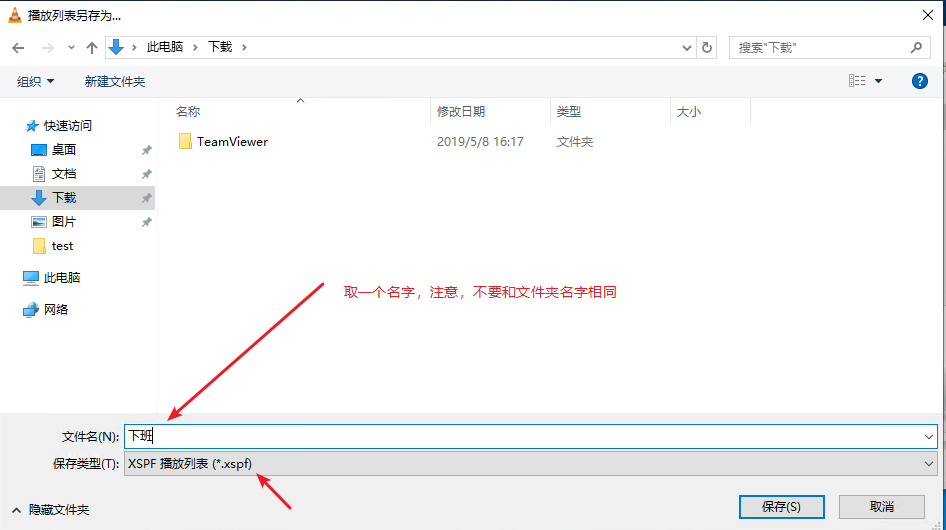 播放列表另存为...
此电脑 下载
搜索"下载"
组织 新建文件夹
名称 修改日期 类型 大小
快速访问
桌面
文档
下载
图片
test
此电脑
网络
TeamViewer 2019/5/8 16:17 文件夹
取一个名字，注意，不要和文件夹名字相同
文件名(N): 下班
保存类型(T): XSPF 播放列表 (*.xspf)
隐藏文件夹 保存(S) 取消